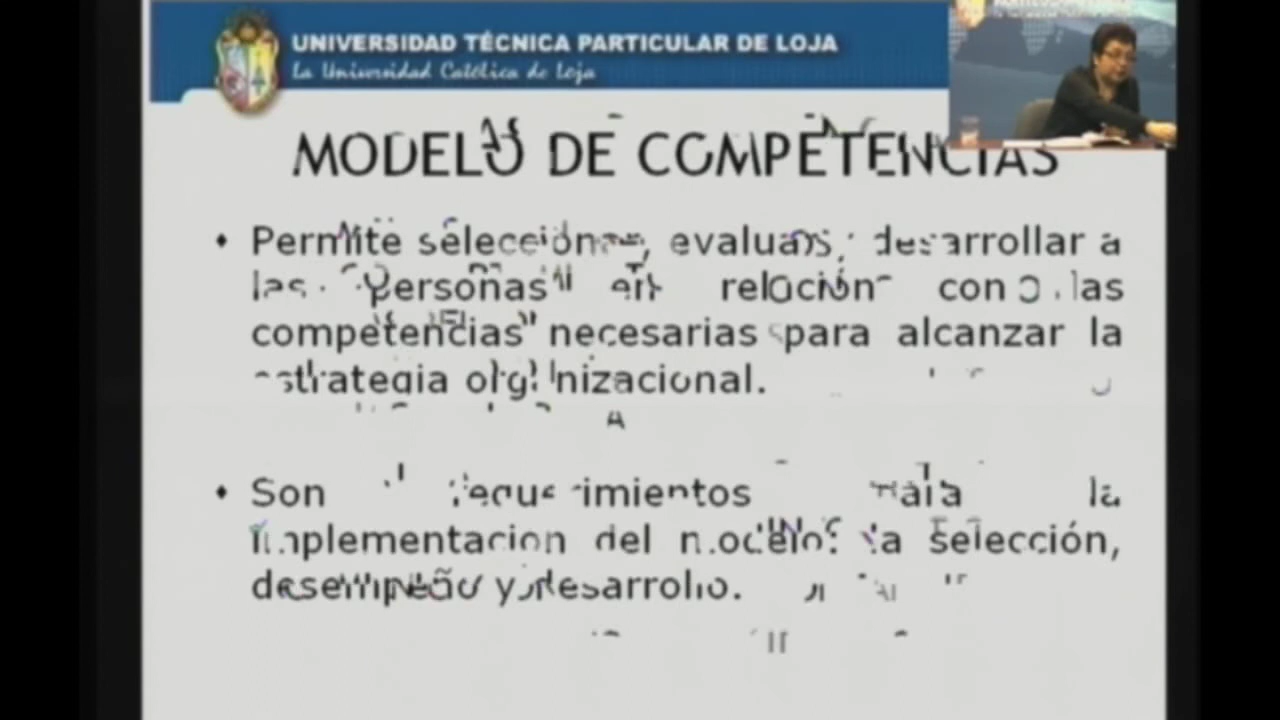 UNIVERSIDAD TÉCNICA PARTICULAR DE LOJA
La Universidad Católica de Loja
MODELO DE COMPETENCIAS
• Permite seleccionar, evaluar, desarrollar a
las personas en relación con las
competencias necesarias para alcanzar la
estrategia organizacional.
• Son requerimientos para la
implementacion del modelo: la selección,
desempeño y desarrollo.